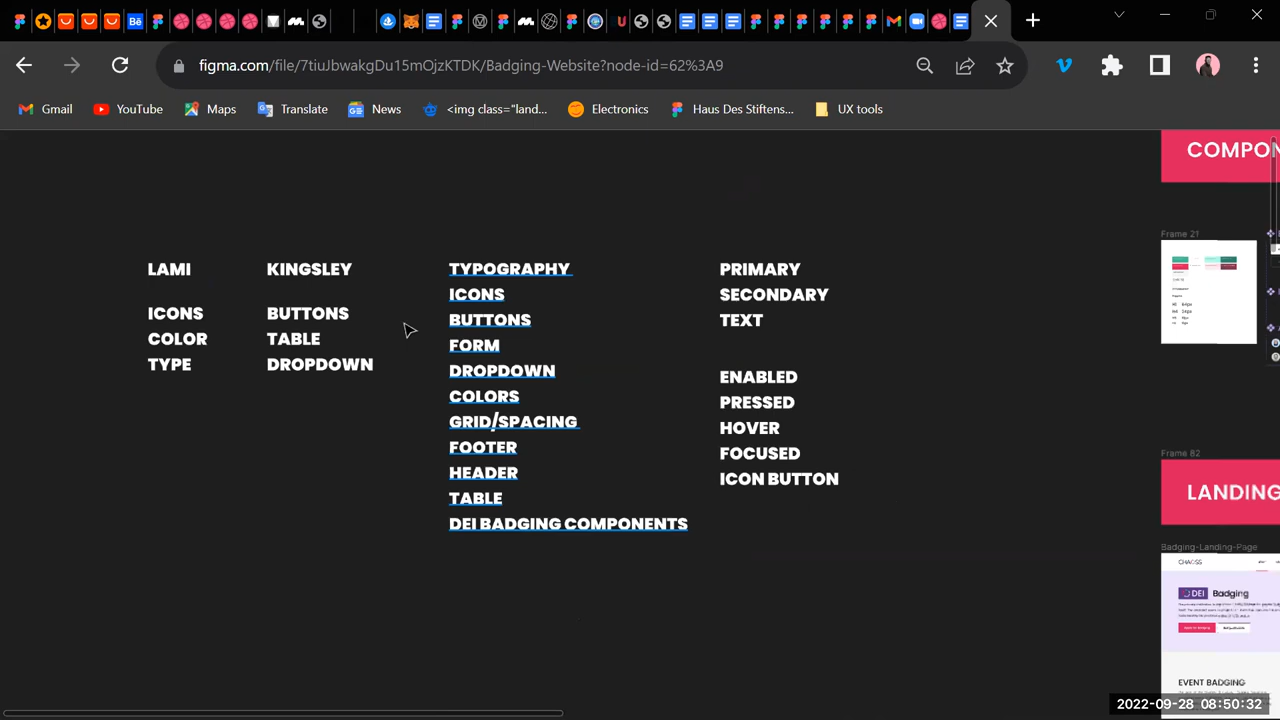 figma.com/file/7tiuJbwakgDu15mOjzKTDK/Badging-Website?node-id=62%3A9
Gmail
YouTube
Maps
Translate
News
<img class="land...
Electronics
Haus Des Stiftens...
UX tools
LAMI
ICONS
COLOR
TYPE
KINGSLEY
BUTTONS
TABLE
DROPDOWN
TYPOGRAPHY
ICONS
BUTTONS
FORM
DROPDOWN
COLORS
GRID/SPACING
FOOTER
HEADER
TABLE
DEI BADGING COMPONENTS
PRIMARY
SECONDARY
TEXT
ENABLED
PRESSED
HOVER
FOCUSED
ICON BUTTON
COMPON
Frame 21
Frame 82
LANDING
Badging-Landing-Page
CHAOSS
DEI Badging
EVENT BADGING
2022-09-28 08:50:32